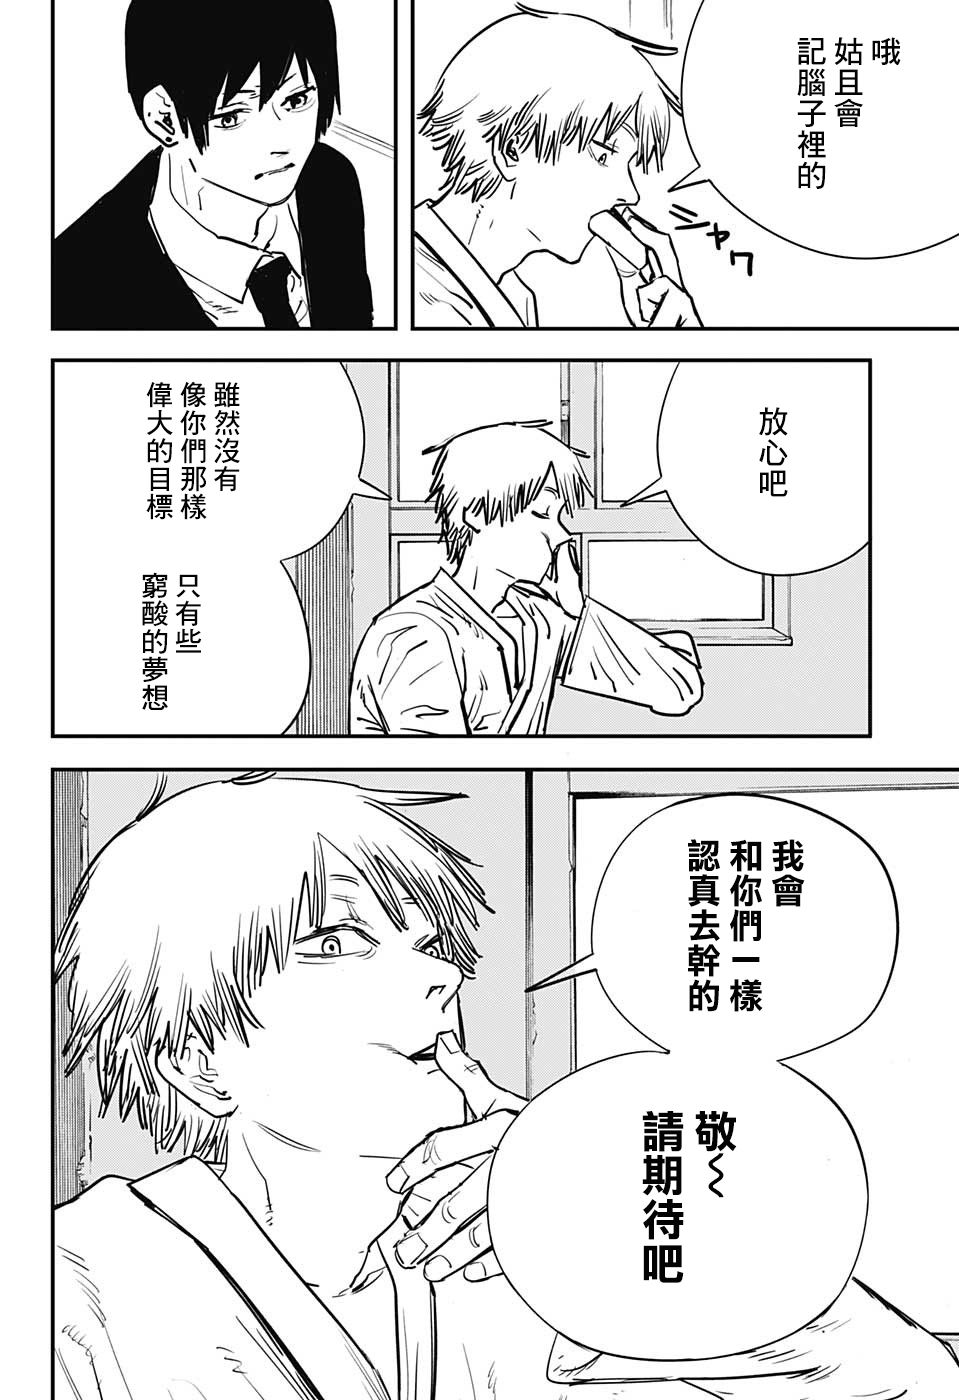 哦
姑且會
記腦子裡的
ニャワ
放心吧
雖然沒有
像你們那樣
偉大的目標
只有些
窮酸的夢想
我會
和你們一樣
認真去幹的
敬〜
請期待吧